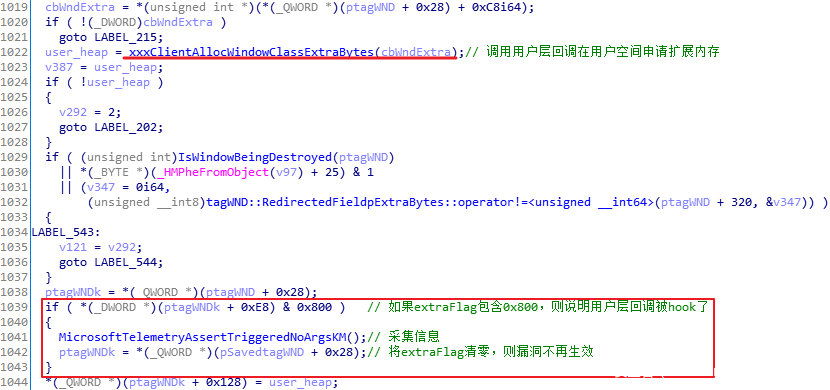 1019 cbWndExtra = *(unsigned int *)(*(_QWORD *)(ptagWND + 0x28) + 0xC8i64);
1020 if ( !(_DWORD)cbWndExtra )
1021 goto LABEL_215;
1022 user_heap = xxxClientAllocWindowClassExtraBytes(cbWndExtra);// 调用用户层回调在用户空间申请扩展内存
1023 v387 = user_heap;
1024 if ( !user_heap )
1025 {
1026 v292 = 2;
1027 goto LABEL_202;
1028 }
1029 if ( (unsigned int)IsWindowBeingDestroyed(ptagWND)
1030 || *(_BYTE *)(_HMPheFromObject(v97) + 25) & 1
1031 || (v347 = 0i64,
1032 (unsigned __int8)tagWND::RedirectedFieldpExtraBytes::operator!=<unsigned __int64>(ptagWND + 320, &v347)) )
1033 {
1034 LABEL_543:
1035 v121 = v292;
1036 goto LABEL_544;
1037 }
1038 ptagWNDk = *(_QWORD *)(ptagWND + 0x28);
1039 if ( *(_DWORD *)(ptagWNDk + 0xE8) & 0x800 ) // 如果extraFlag包含0x800，则说明用户层回调被hook了
1040 {
1041 MicrosoftTelemetryAssertTriggeredNoArgsKM();// 采集信息
1042 ptagWNDk = *(_QWORD *)(pSavedtagWND + 0x28);// 将extraFlag清零，则漏洞不再生效
1043 }
1044 *(_QWORD *)(ptagWNDk + 0x128) = user_heap;